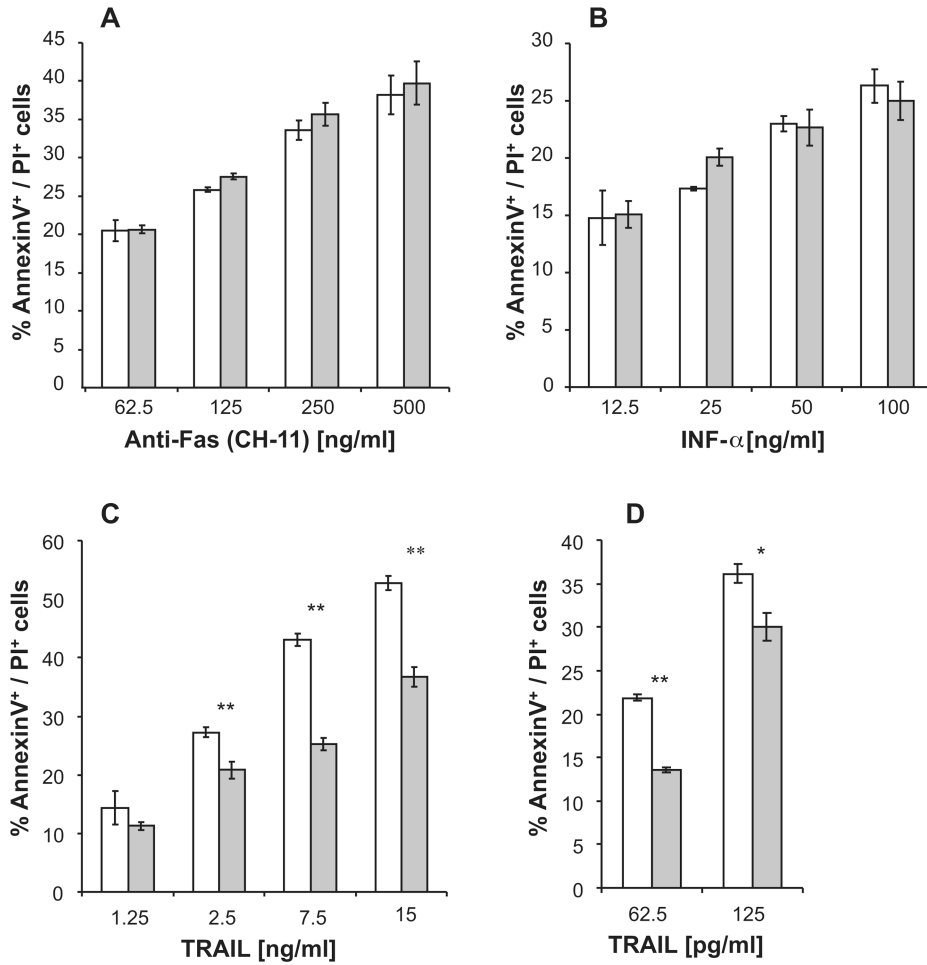 A
% AnnexinV+ / PI+ cells
45
40
35
30
25
20
15
10
5
0
62.5 125 250 500
Anti-Fas (CH-11) [ng/ml]
B
% AnnexinV+ / PI+ cells
30
25
20
15
10
5
0
12.5 25 50 100
INF-α[ng/ml]
C
% AnnexinV+ / PI+ cells
60
50
40
30
20
10
0
**
**
**
1.25 2.5 7.5 15
TRAIL [ng/ml]
D
% AnnexinV+ / PI+ cells
40
35
30
25
20
15
10
5
0
**
*
62.5 125
TRAIL [pg/ml]